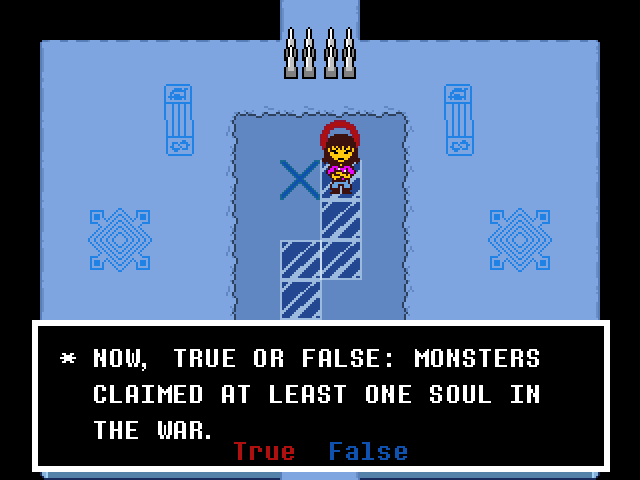 * NOW, TRUE OR FALSE: MONSTERS
CLAIMED AT LEAST ONE SOUL IN
THE WAR.
True False